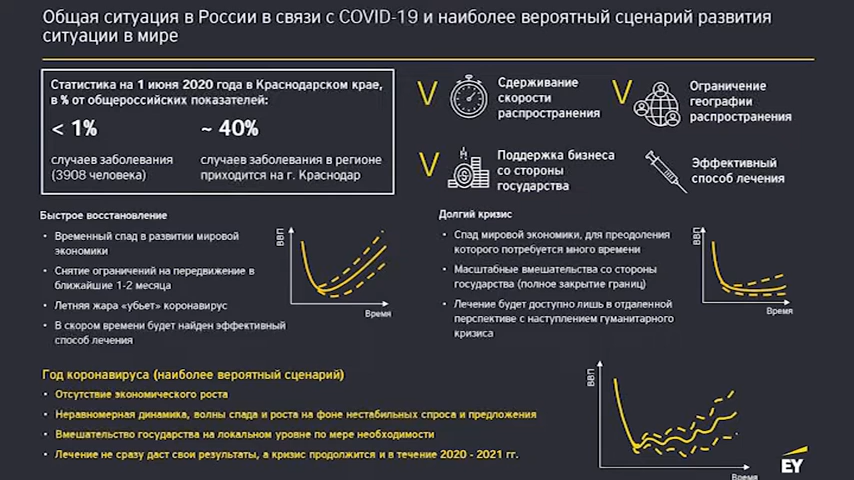 Общая ситуация в России в связи с COVID-19 и наиболее вероятный сценарий развития
ситуации в мире
Статистика на 1 июня 2020 года в Краснодарском крае,
в % от общероссийских показателей:
< 1%
случаев заболевания
(3908 человека)
~ 40%
случаев заболевания в регионе
приходится на г. Краснодар
V
Сдерживание
скорости
распространения
V
Ограничение
географии
распространения
V
Поддержка бизнеса
со стороны
государства
Эффективный
способ лечения
Быстрое восстановление
• Временный спад в развитии мировой
экономики
• Снятие ограничений на передвижение в
ближайшие 1-2 месяца
• Летняя жара «убьет» коронавирус
• В скором времени будет найден эффективный
способ лечения
ВВП
Время
Долгий кризис
• Спад мировой экономики, для преодоления
которого потребуется много времени
• Масштабные вмешательства со стороны
государства (полное закрытие границ)
• Лечение будет доступно лишь в отдаленной
перспективе с наступлением гуманитарного
кризиса
ВВП
Время
Год коронавируса (наиболее вероятный сценарий)
• Отсутствие экономического роста
• Неравномерная динамика, волны спада и роста на фоне нестабильных спроса и предложения
• Вмешательство государства на локальном уровне по мере необходимости
• Лечение не сразу даст свои результаты, а кризис продолжится и в течение 2020 - 2021 гг.
ВВП
Время
EY